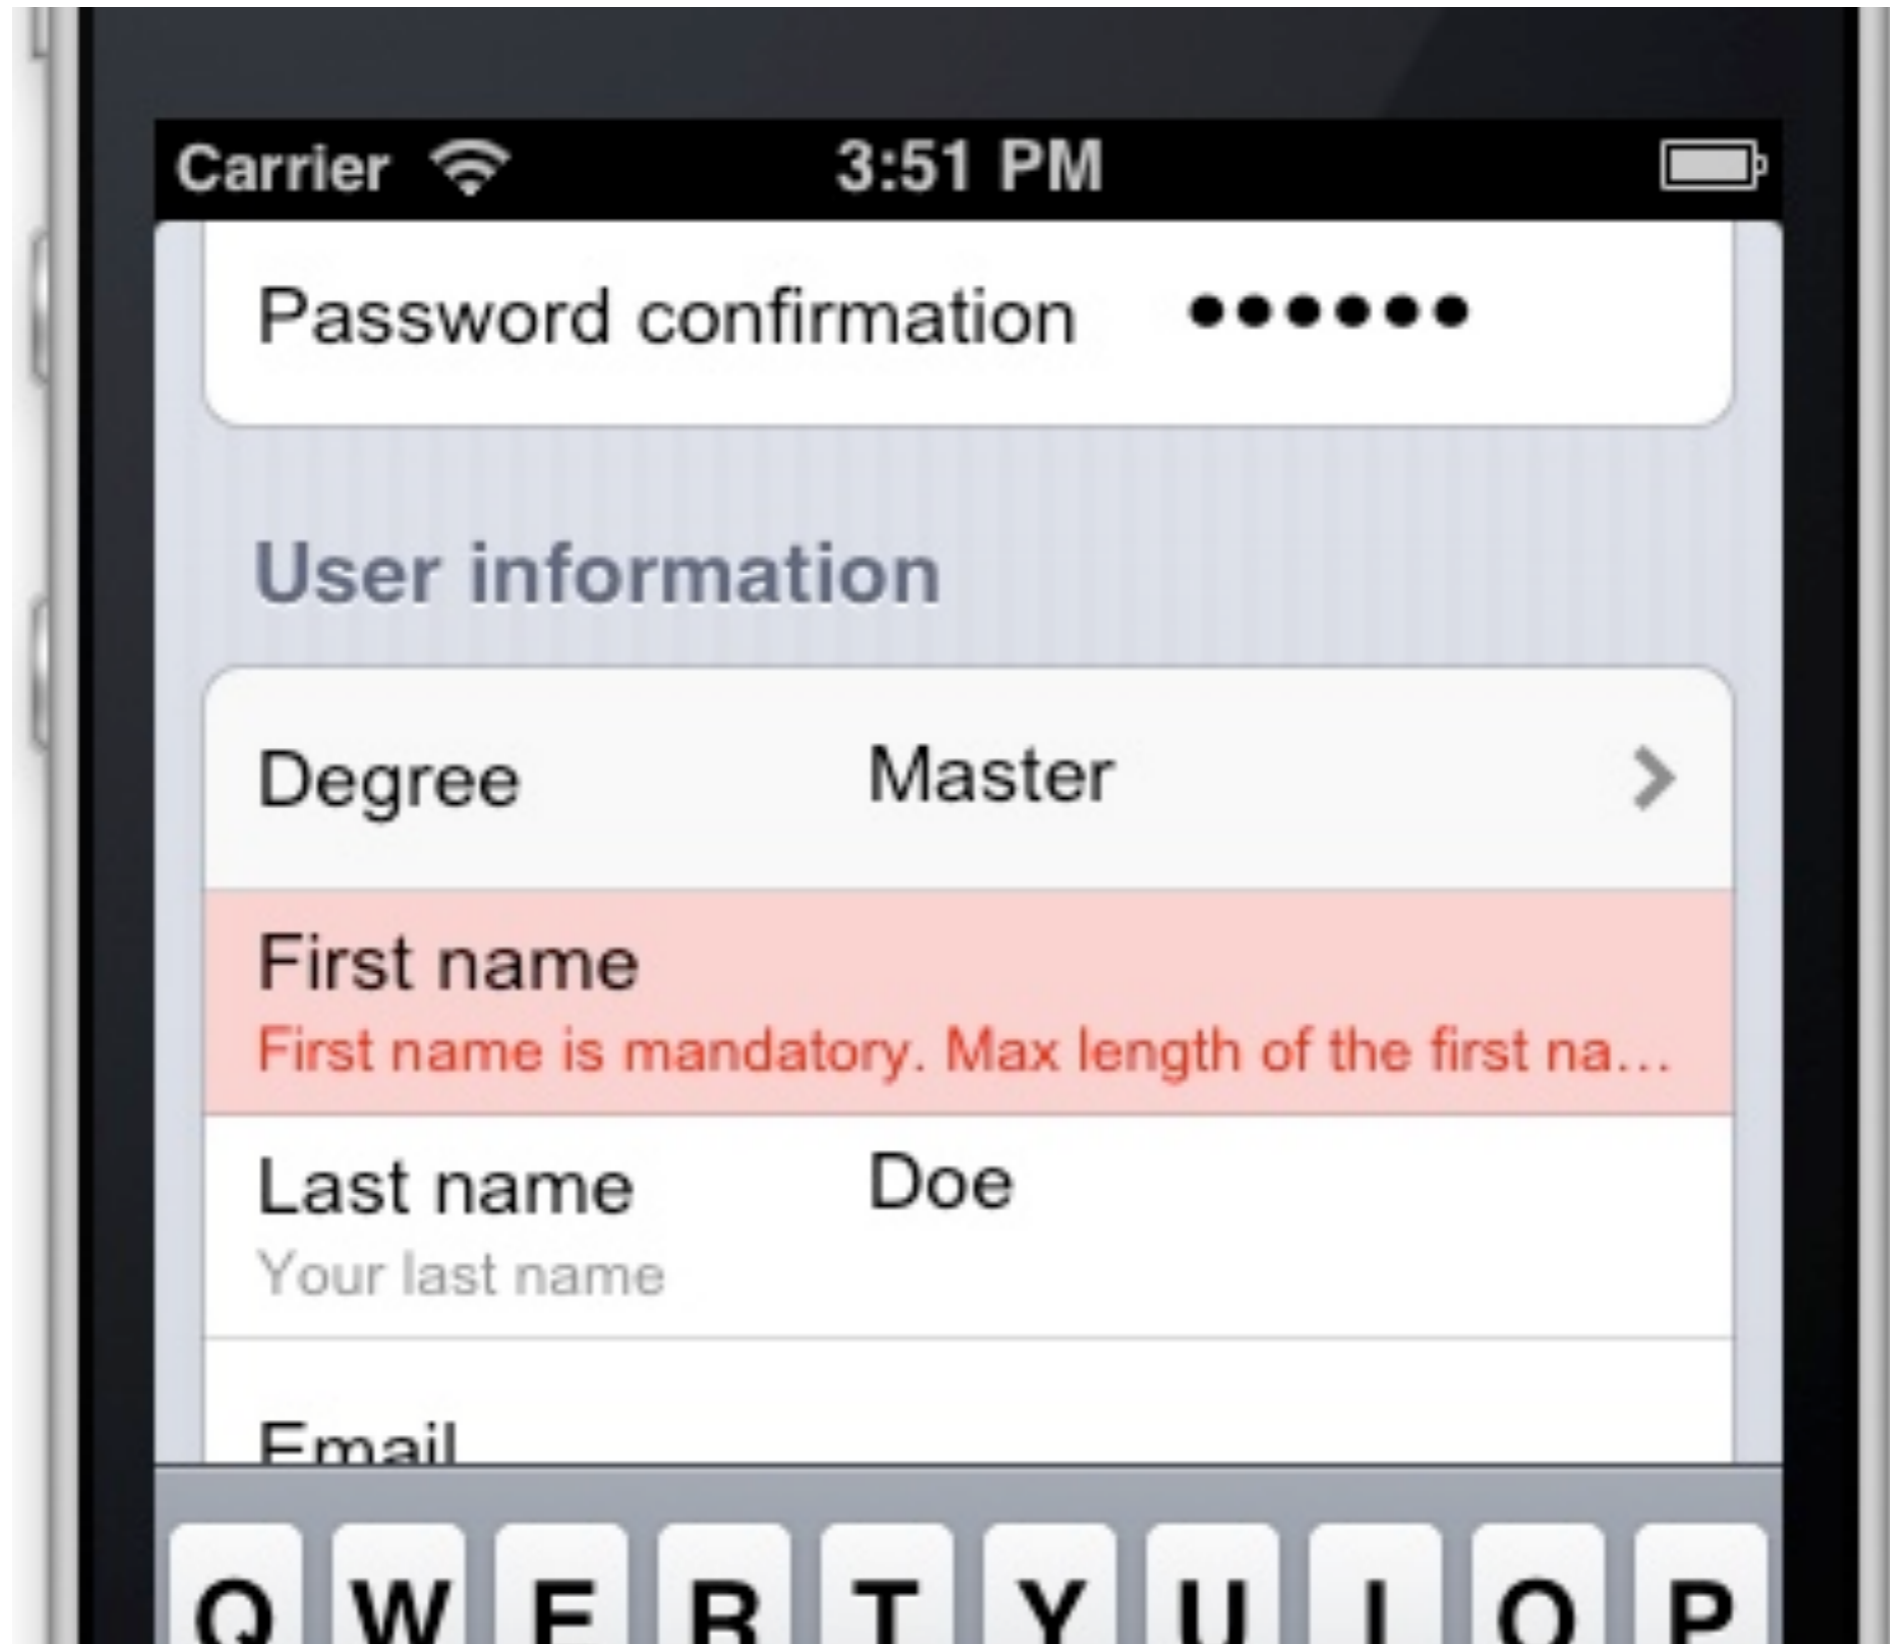 Carrier 3:51 PM
Password confirmation ••••••
User information
Degree Master
First name
First name is mandatory. Max length of the first na...
Last name Doe
Your last name
Email
Q W E R T Y U I O P